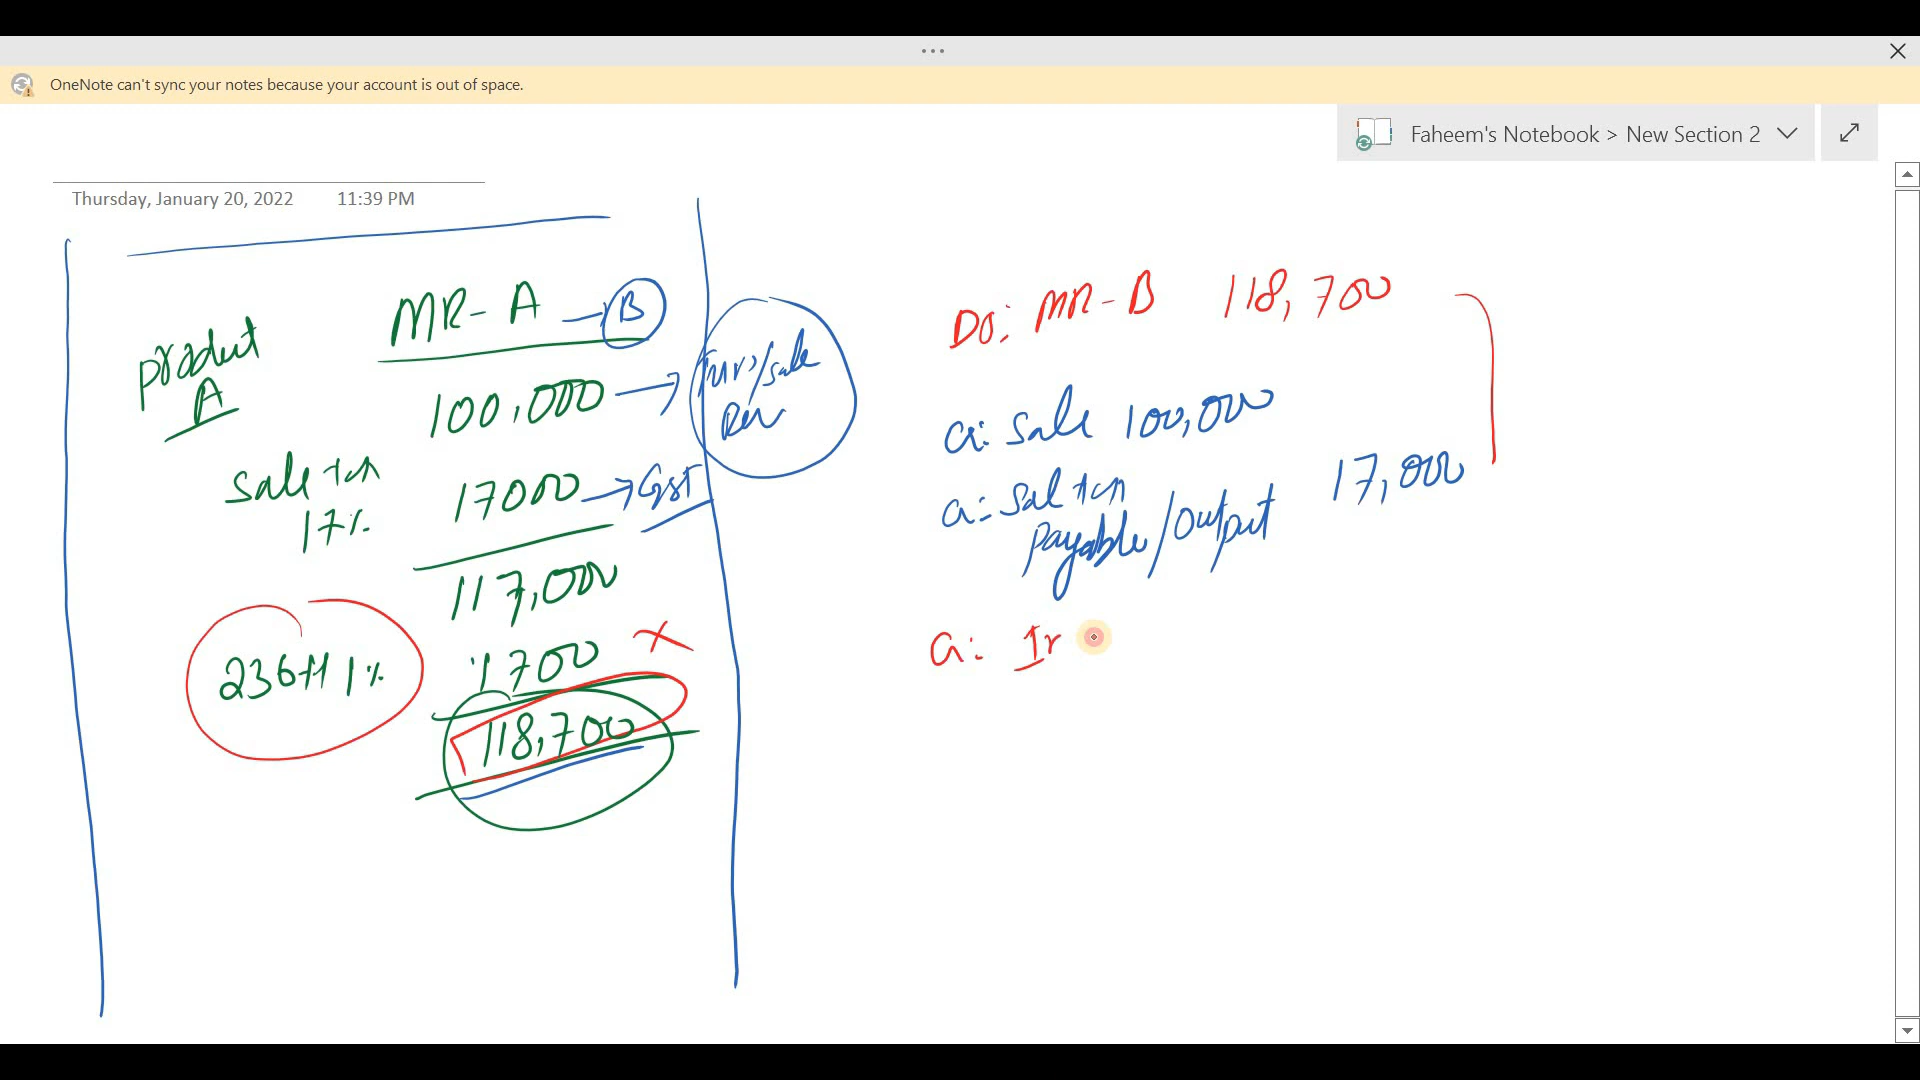 OneNote can't sync your notes because your account is out of space.
Faheem's Notebook > New Section 2
Thursday, January 20, 2022 11:39 PM
MR-A → B
product
A
100,000 →
/sale
Rev
Sale tax
17%
17000 → GST
117,000
236H 1%
1700 X
118,700
Dr: MR-B 118,700
Cr: Sale 100,000
Cr: Sal tax
payable/output 17,000
Cr: In